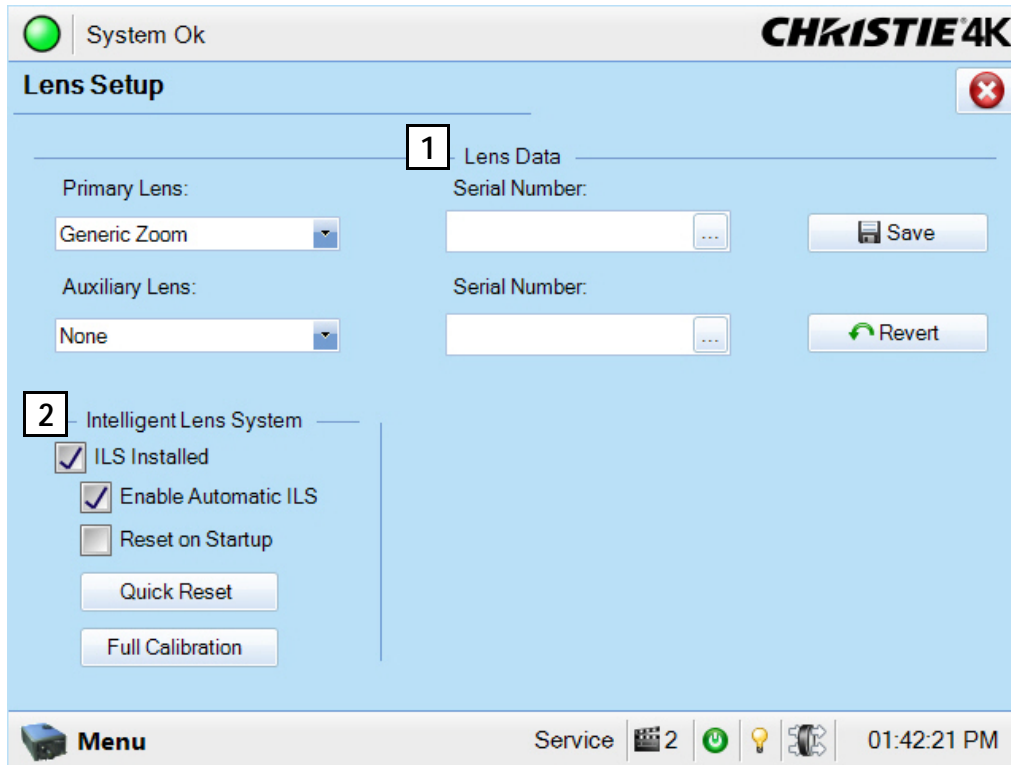 System Ok
CHRISTIE 4K
Lens Setup
1
Lens Data
Primary Lens:
Serial Number:
Generic Zoom
...
Save
Auxiliary Lens:
Serial Number:
None
...
Revert
2
Intelligent Lens System
ILS Installed
Enable Automatic ILS
Reset on Startup
Quick Reset
Full Calibration
Menu
Service
2
01:42:21 PM